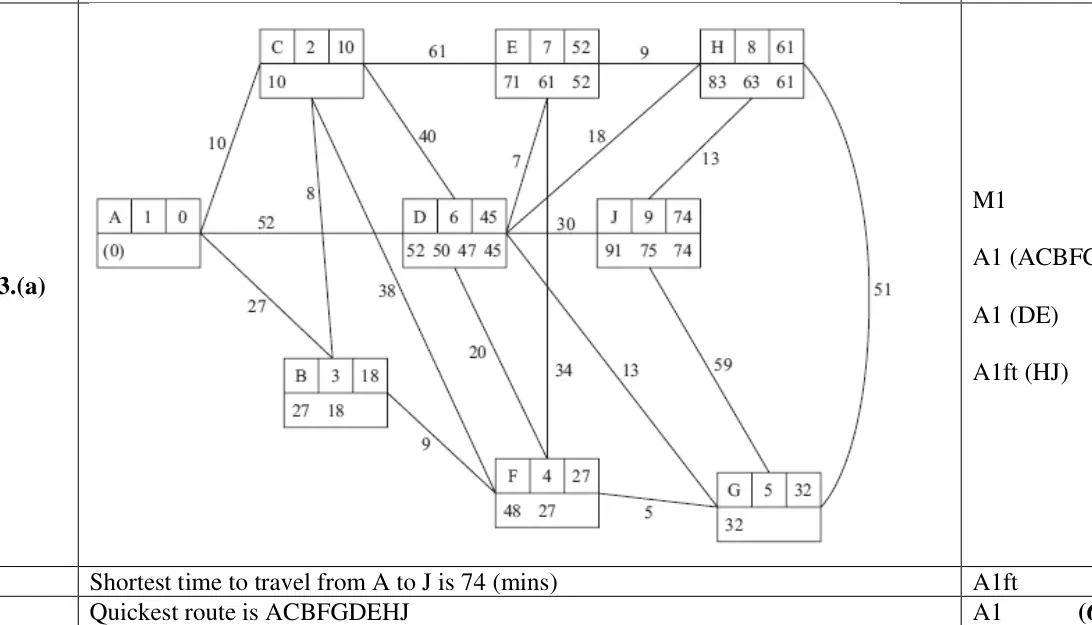 C 2 10
10
61
E 7 52
71 61 52
9
H 8 61
83 63 61
10
8
40
7
18
13
A 1 0
(0)
52
D 6 45
52 50 47 45
30
J 9 74
91 75 74
M1
A1 (ACBFG
3.(a)
27
38
51
A1 (DE)
20
34
13
59
A1ft (HJ)
B 3 18
27 18
9
F 4 27
48 27
5
G 5 32
32
Shortest time to travel from A to J is 74 (mins) A1ft
Quickest route is ACBFGDEHJ A1